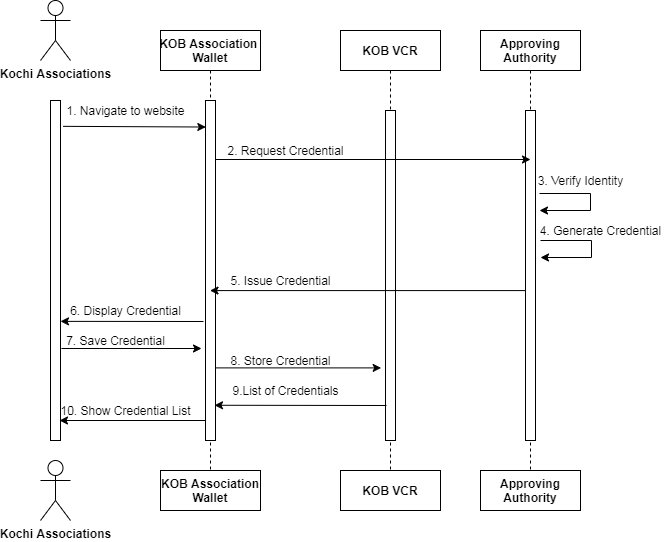 KOB Association
Wallet
KOB VCR
Approving
Authority
Kochi Associations
1. Navigate to website
2. Request Credential
3. Verify Identity
4. Generate Credential
5. Issue Credential
6. Display Credential
7. Save Credential
8. Store Credential
9.List of Credentials
10. Show Credential List
KOB Association
Wallet
KOB VCR
Approving
Authority
Kochi Associations